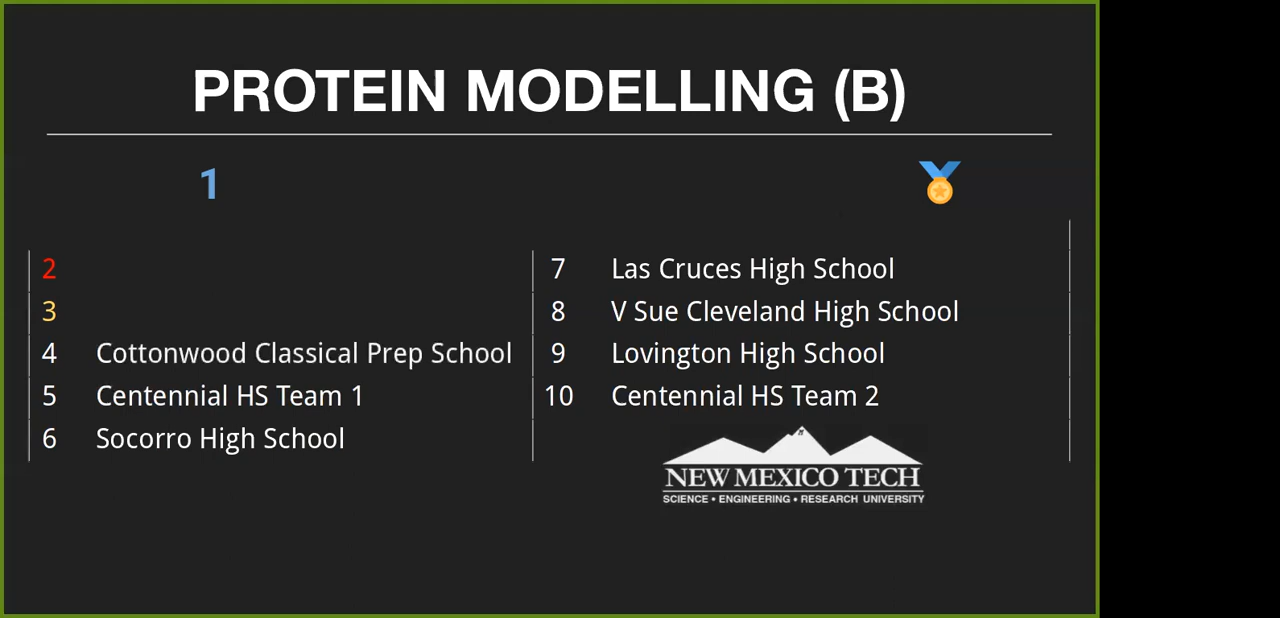 PROTEIN MODELLING (B)
1
2
3
4 Cottonwood Classical Prep School
5 Centennial HS Team 1
6 Socorro High School
7 Las Cruces High School
8 V Sue Cleveland High School
9 Lovington High School
10 Centennial HS Team 2
NEW MEXICO TECH
SCIENCE • ENGINEERING • RESEARCH UNIVERSITY